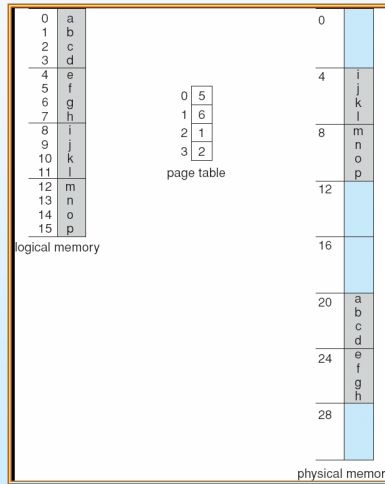 0 a
1 b
2 c
3 d
4 e
5 f
6 g
7 h
8 i
9 j
10 k
11 l
12 m
13 n
14 o
15 p
logical memory
0 5
1 6
2 1
3 2
page table
0
4 i
j
k
l
8 m
n
o
p
12
16
20 a
b
c
d
24 e
f
g
h
28
physical memor